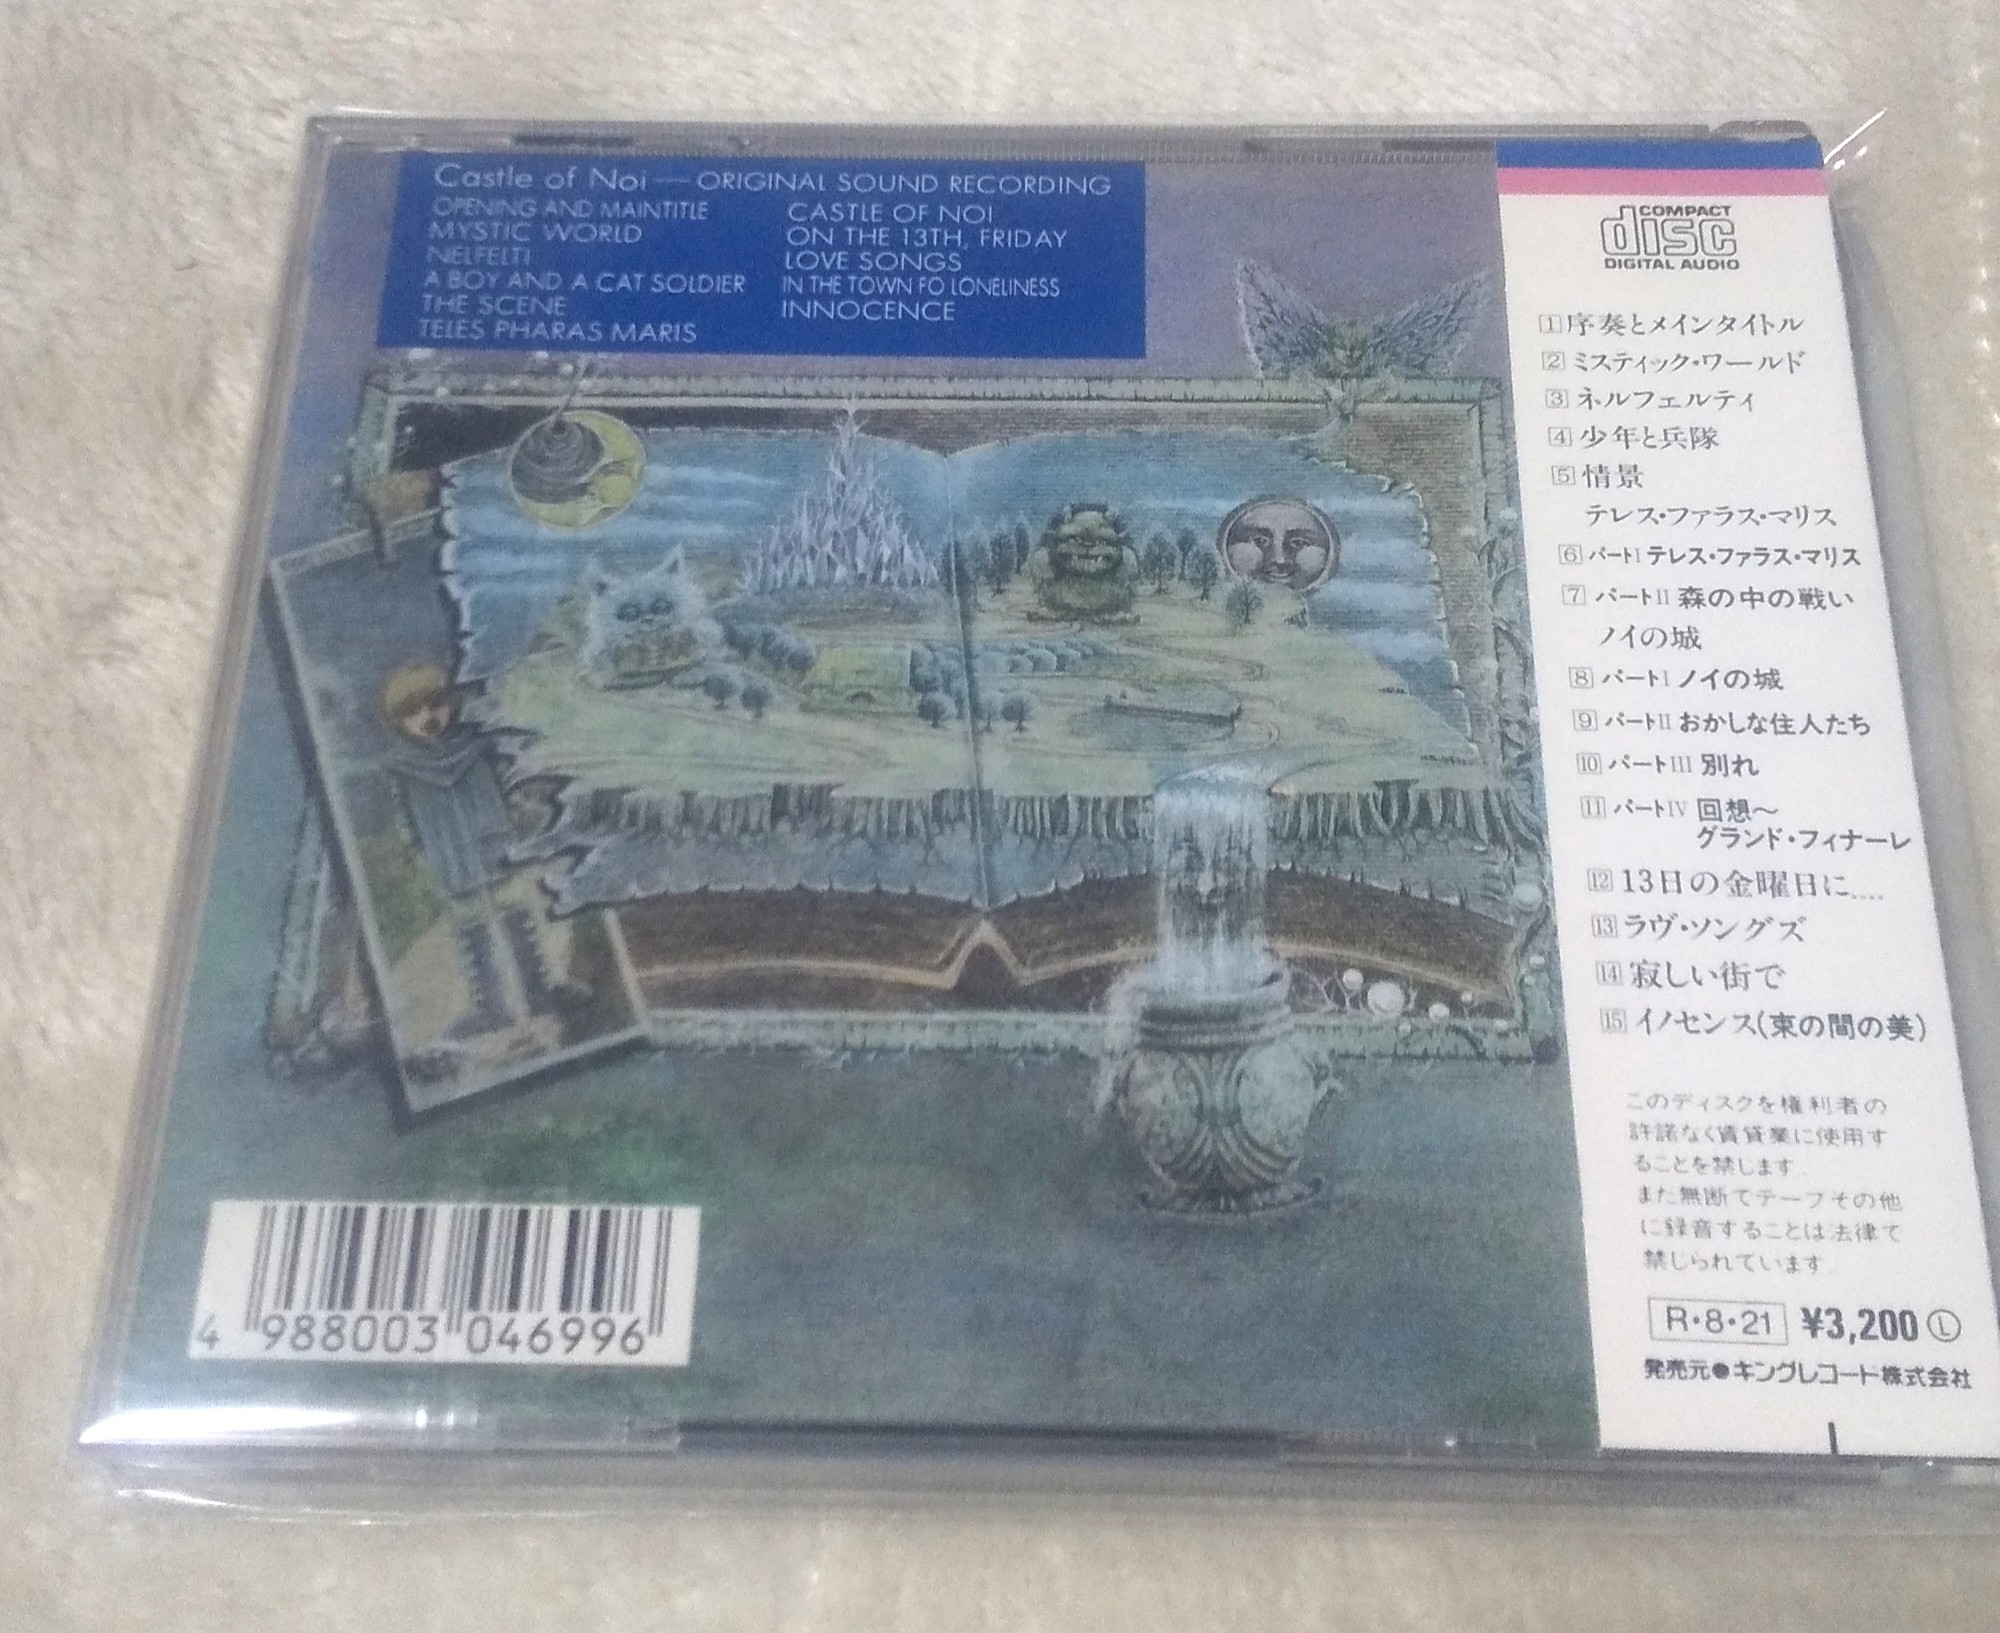 Castle of Noi — ORIGINAL SOUND RECORDING
OPENING AND MAINTITLE
MYSTIC WORLD
NELFELTI
A BOY AND A CAT SOLDIER
THE SCENE
TELES PHARAS MARIS
CASTLE OF NOI
ON THE 13TH, FRIDAY
LOVE SONGS
IN THE TOWN FO LONELINESS
INNOCENCE
COMPACT
disc
DIGITAL AUDIO
1 序奏とメインタイトル
2 ミスティック・ワールド
3 ネルフェルティ
4 少年と兵隊
5 情景
テレス・ファラス・マリス
6 パートI テレス・ファラス・マリス
7 パートII 森の中の戦い
ノイの城
8 パートI ノイの城
9 パートII おかしな住人たち
10 パートIII 別れ
11 パートIV 回想〜
グランド・フィナーレ
12 13日の金曜日に....
13 ラヴ・ソングズ
14 寂しい街で
15 イノセンス(束の間の美)
このディスクを権利者の
許諾なく賃貸業に使用す
ることを禁じます。
また無断でテープその他
に録音することは法律で
禁じられています。
R・8・21 ¥3,200 Ⓛ
発売元●キングレコード株式会社
4 988003 046996